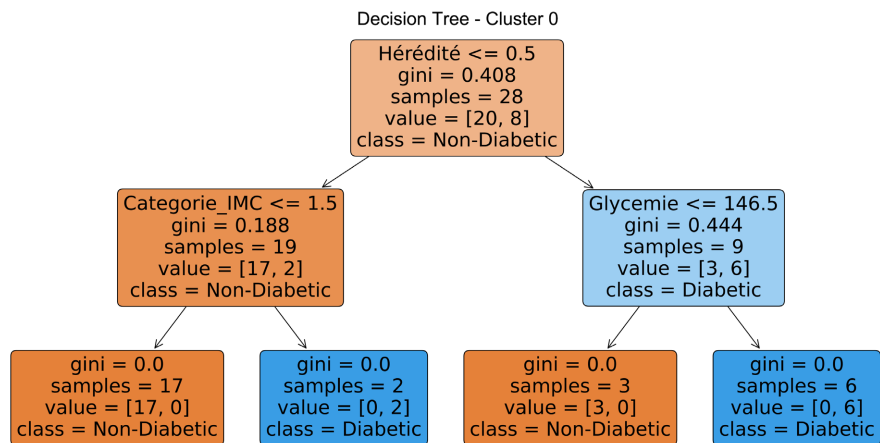 Decision Tree - Cluster 0
Hérédité <= 0.5
gini = 0.408
samples = 28
value = [20, 8]
class = Non-Diabetic
Categorie_IMC <= 1.5
gini = 0.188
samples = 19
value = [17, 2]
class = Non-Diabetic
Glycemie <= 146.5
gini = 0.444
samples = 9
value = [3, 6]
class = Diabetic
gini = 0.0
samples = 17
value = [17, 0]
class = Non-Diabetic
gini = 0.0
samples = 2
value = [0, 2]
class = Diabetic
gini = 0.0
samples = 3
value = [3, 0]
class = Non-Diabetic
gini = 0.0
samples = 6
value = [0, 6]
class = Diabetic